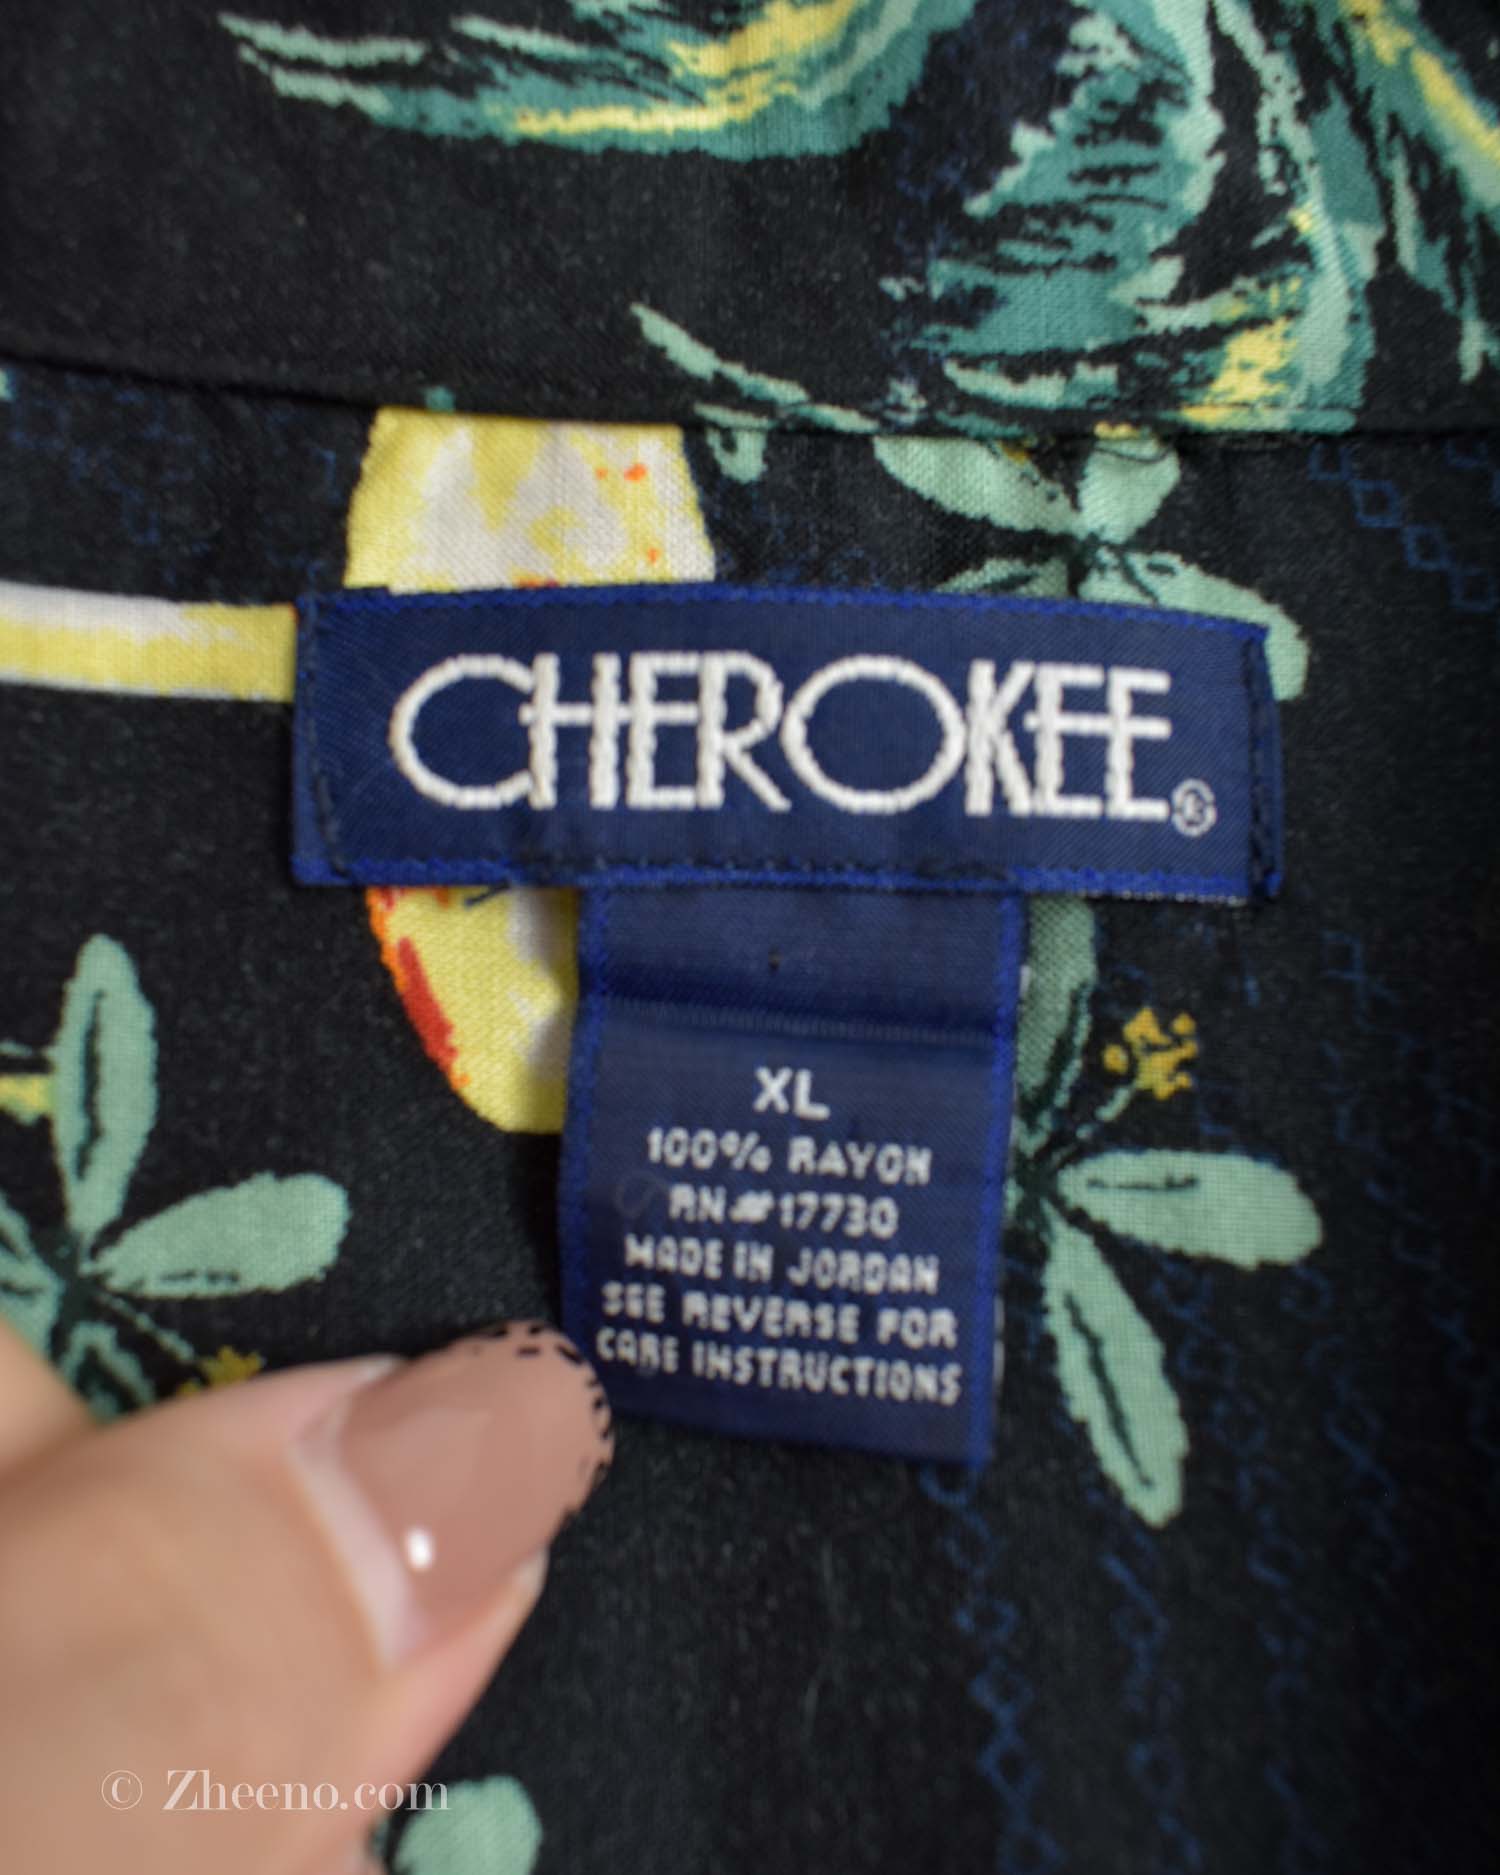 CHEROKEE®
XL
100% RAYON
RN#17730
MADE IN JORDAN
SEE REVERSE FOR
CARE INSTRUCTIONS
© Zheeno.com